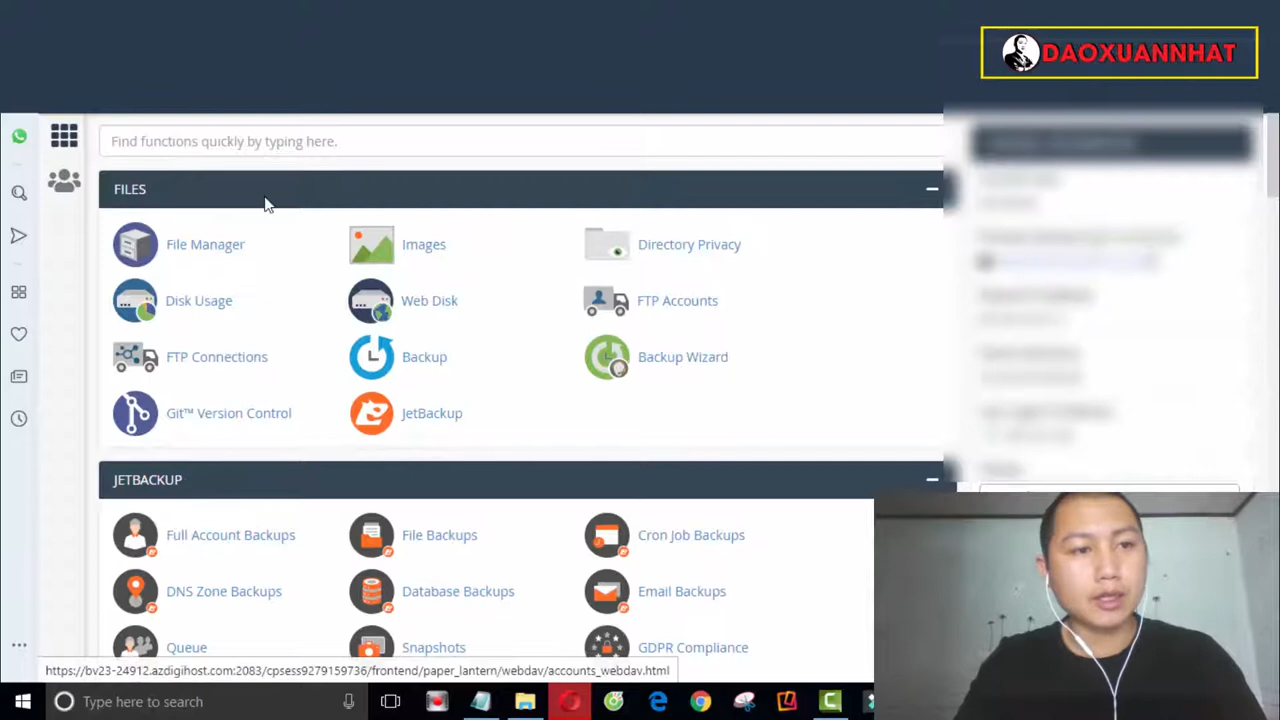 DAOXUANNHAT
Find functions quickly by typing here.
FILES
File Manager
Images
Directory Privacy
Disk Usage
Web Disk
FTP Accounts
FTP Connections
Backup
Backup Wizard
Git™ Version Control
JetBackup
JETBACKUP
Full Account Backups
File Backups
Cron Job Backups
DNS Zone Backups
Database Backups
Email Backups
Queue
Snapshots
GDPR Compliance
https://bv23-24912.azdigihost.com:2083/cpsess9279159736/frontend/paper_lantern/webdav/accounts_webdav.html
Type here to search